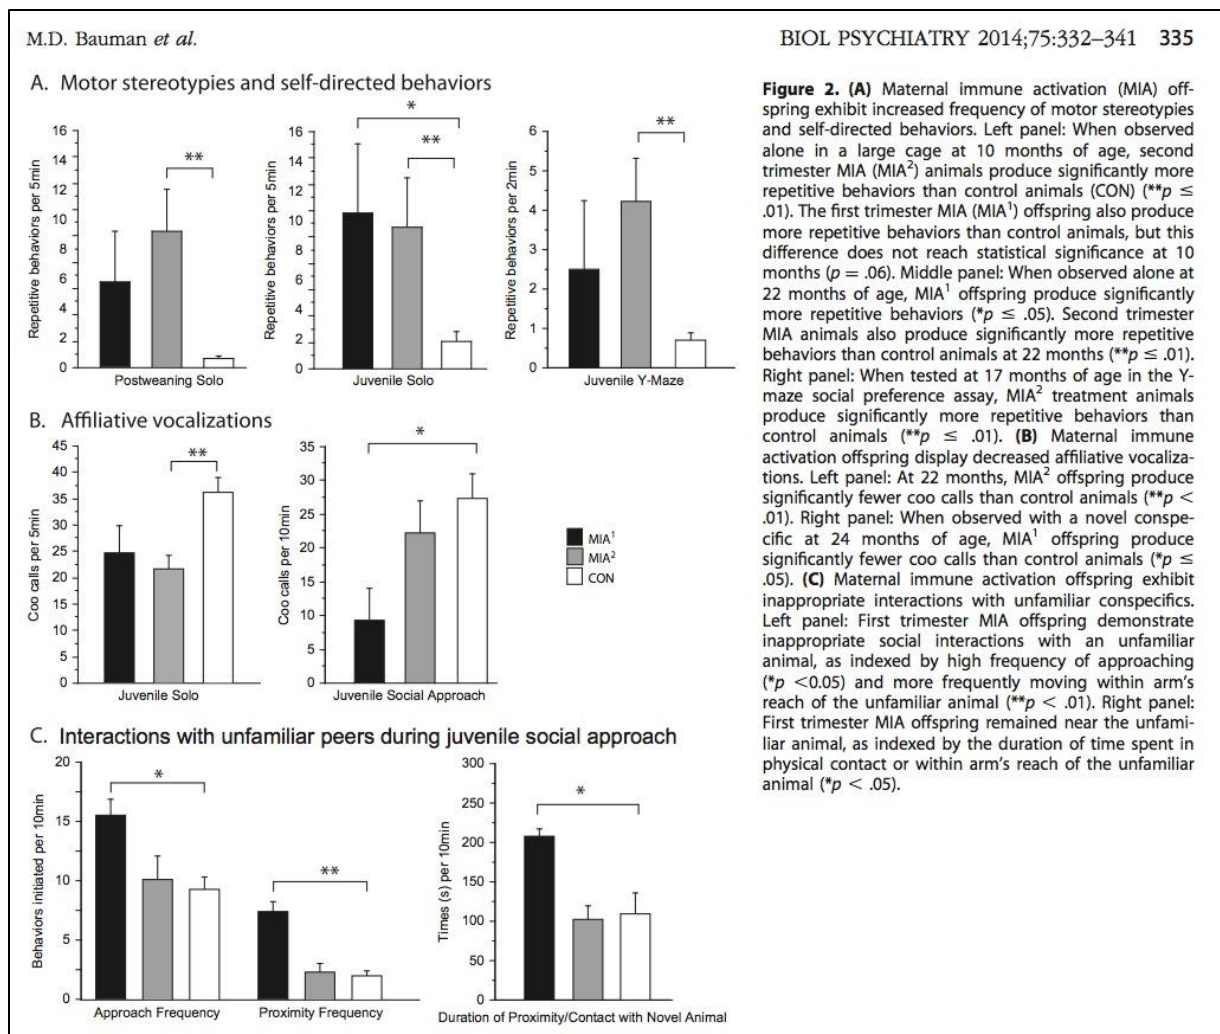 M.D. Bauman et al.
BIOL PSYCHIATRY 2014;75:332–341 335
A. Motor stereotypies and self-directed behaviors
16
14
12
10
8
6
4
2
0
Repetitive behaviors per 5min
**
Postweaning Solo
16
14
12
10
8
6
4
2
0
Repetitive behaviors per 5min
*
**
Juvenile Solo
6
5
4
3
2
1
0
Repetitive behaviors per 2min
**
Juvenile Y-Maze
B. Affiliative vocalizations
45
40
35
30
25
20
15
10
5
0
Coo calls per 5min
**
Juvenile Solo
35
30
25
20
15
10
5
0
Coo calls per 10min
*
Juvenile Social Approach
MIA¹
MIA²
CON
C. Interactions with unfamiliar peers during juvenile social approach
20
15
10
5
0
Behaviors initiated per 10min
*
**
Approach Frequency
Proximity Frequency
300
250
200
150
100
50
0
Times (s) per 10min
*
Duration of Proximity/Contact with Novel Animal
Figure 2. (A) Maternal immune activation (MIA) off-
spring exhibit increased frequency of motor stereotypies
and self-directed behaviors. Left panel: When observed
alone in a large cage at 10 months of age, second
trimester MIA (MIA²) animals produce significantly more
repetitive behaviors than control animals (CON) (**p ≤
.01). The first trimester MIA (MIA¹) offspring also produce
more repetitive behaviors than control animals, but this
difference does not reach statistical significance at 10
months (p = .06). Middle panel: When observed alone at
22 months of age, MIA¹ offspring produce significantly
more repetitive behaviors (*p ≤ .05). Second trimester
MIA animals also produce significantly more repetitive
behaviors than control animals at 22 months (**p ≤ .01).
Right panel: When tested at 17 months of age in the Y-
maze social preference assay, MIA² treatment animals
produce significantly more repetitive behaviors than
control animals (**p ≤ .01). (B) Maternal immune
activation offspring display decreased affiliative vocaliza-
tions. Left panel: At 22 months, MIA² offspring produce
significantly fewer coo calls than control animals (**p <
.01). Right panel: When observed with a novel conspe-
cific at 24 months of age, MIA¹ offspring produce
significantly fewer coo calls than control animals (*p ≤
.05). (C) Maternal immune activation offspring exhibit
inappropriate interactions with unfamiliar conspecifics.
Left panel: First trimester MIA offspring demonstrate
inappropriate social interactions with an unfamiliar
animal, as indexed by high frequency of approaching
(*p <0.05) and more frequently moving within arm's
reach of the unfamiliar animal (**p < .01). Right panel:
First trimester MIA offspring remained near the unfami-
liar animal, as indexed by the duration of time spent in
physical contact or within arm's reach of the unfamiliar
animal (*p < .05).